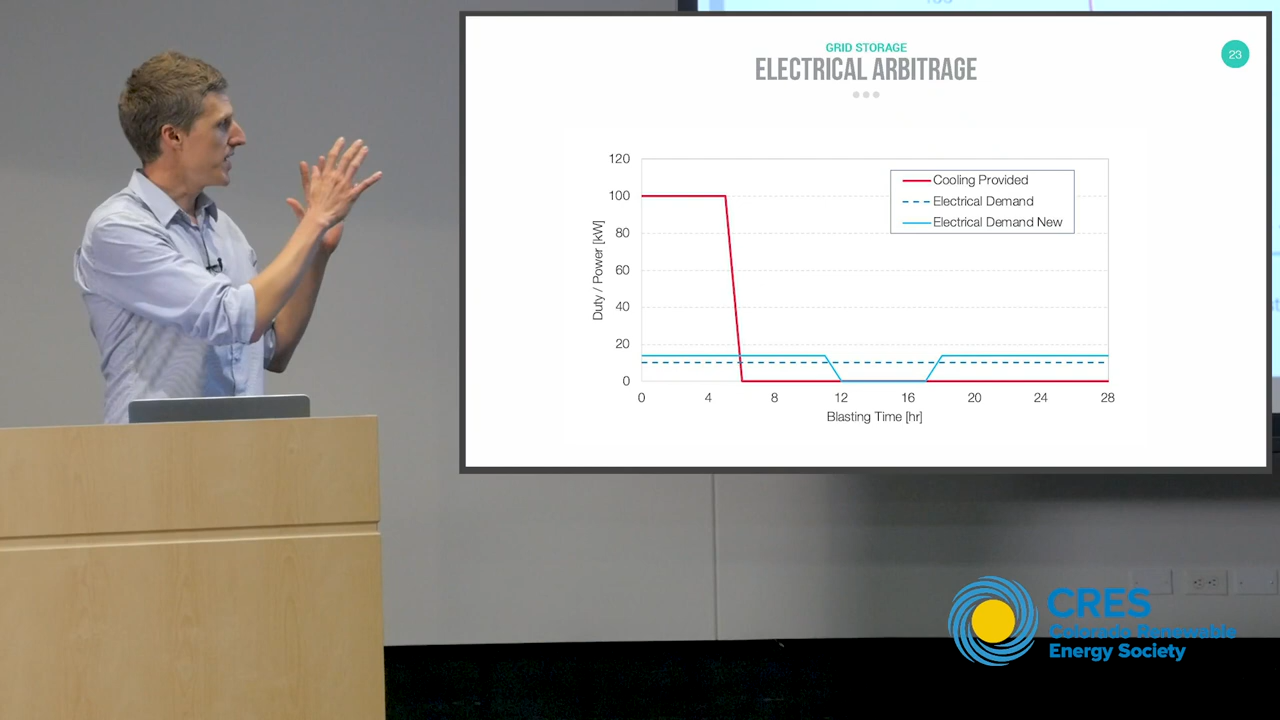 GRID STORAGE
ELECTRICAL ARBITRAGE
23
120
100
80
60
40
20
0
Duty / Power [kW]
Cooling Provided
Electrical Demand
Electrical Demand New
0 4 8 12 16 20 24 28
Blasting Time [hr]
CRES
Colorado Renewable
Energy Society